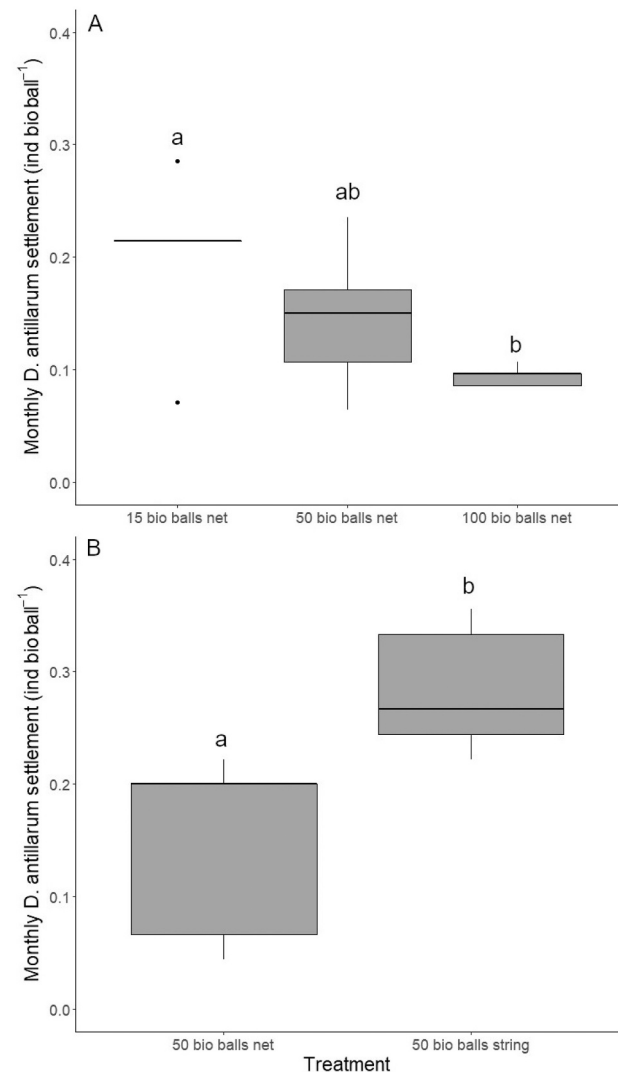 A
Monthly D. antillarum settlement (ind bio ball⁻¹)
0.4
0.3
0.2
0.1
0.0
a
ab
b
15 bio balls net
50 bio balls net
100 bio balls net
B
Monthly D. antillarum settlement (ind bio ball⁻¹)
0.4
0.3
0.2
0.1
0.0
a
b
50 bio balls net
50 bio balls string
Treatment